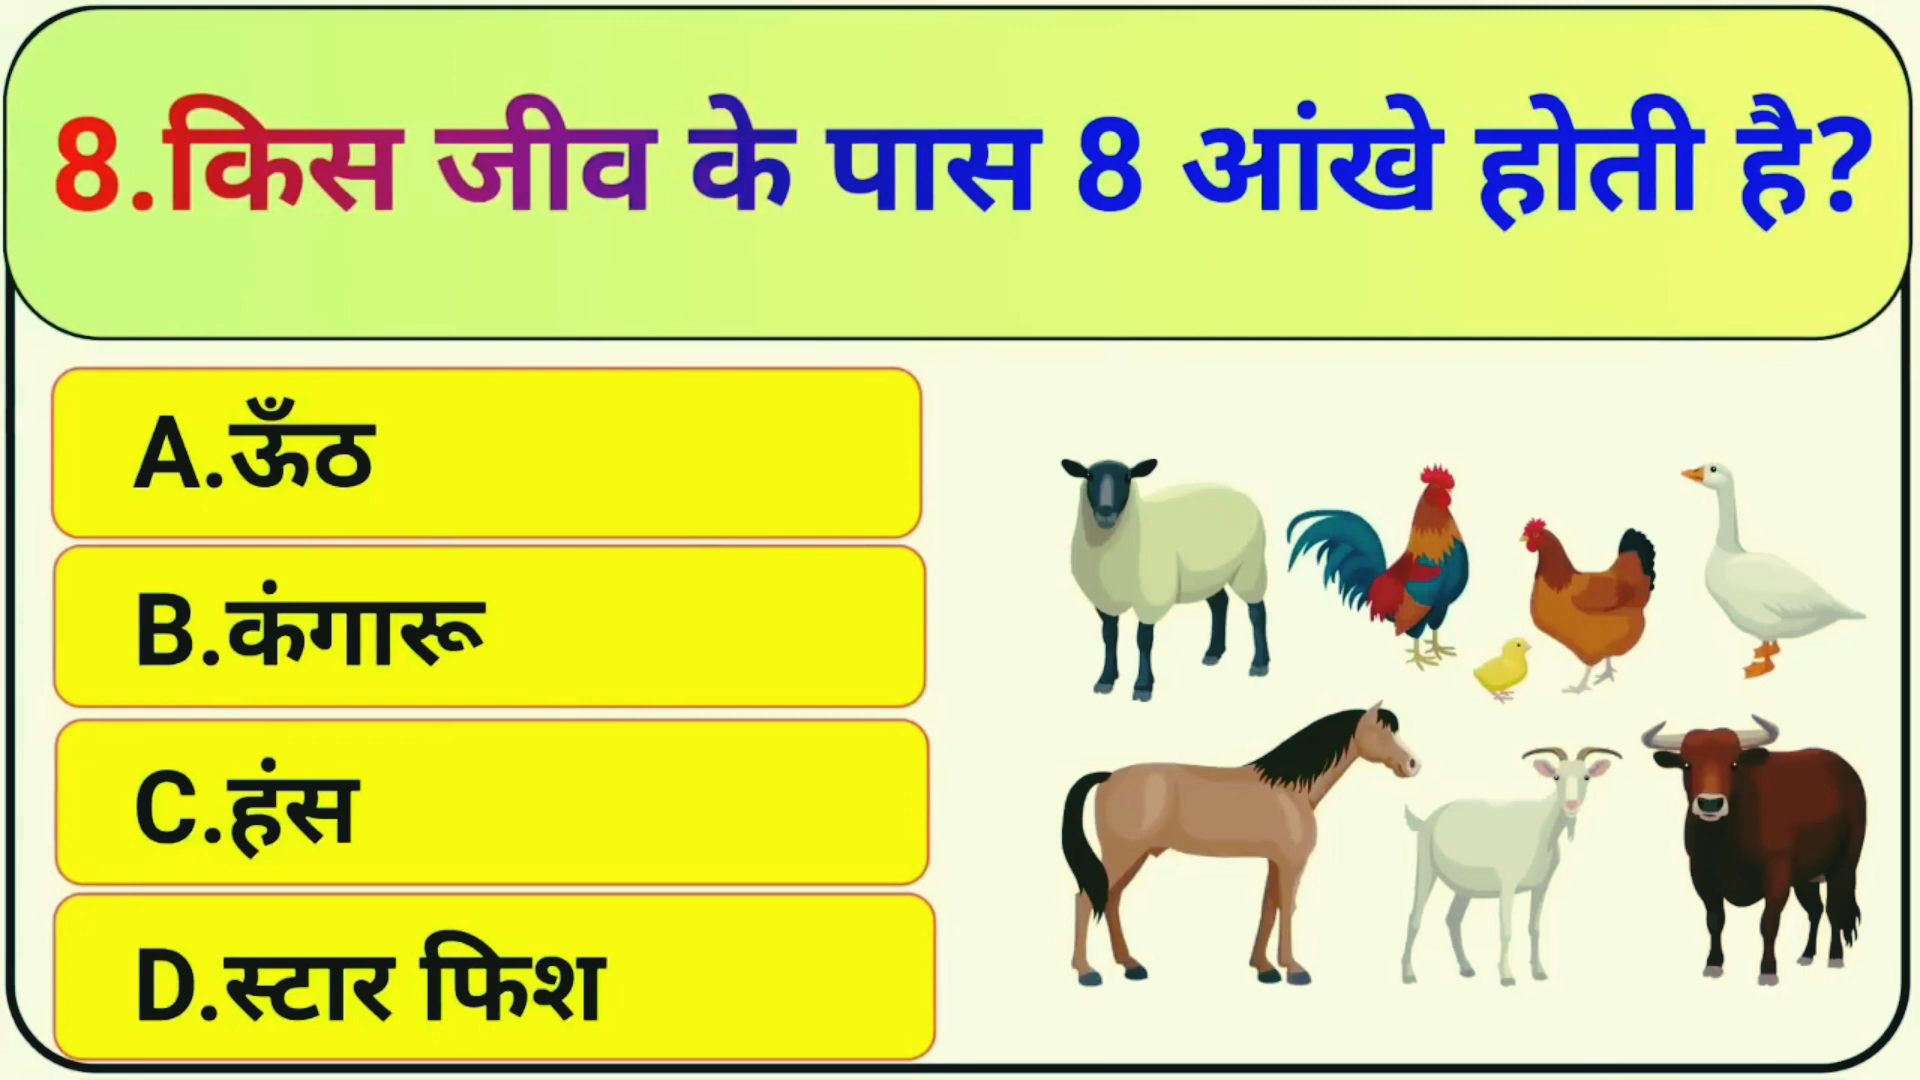 8.किस जीव के पास 8 आंखे होती है?
A.ऊँठ
B.कंगारू
C.हंस
D.स्टार फिश